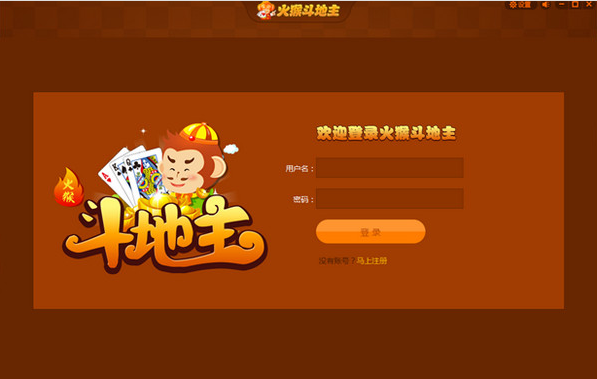 火猴斗地主
设置
欢迎登录火猴斗地主
火猴
斗地主
用户名：
密码：
登 录
没有账号？马上注册